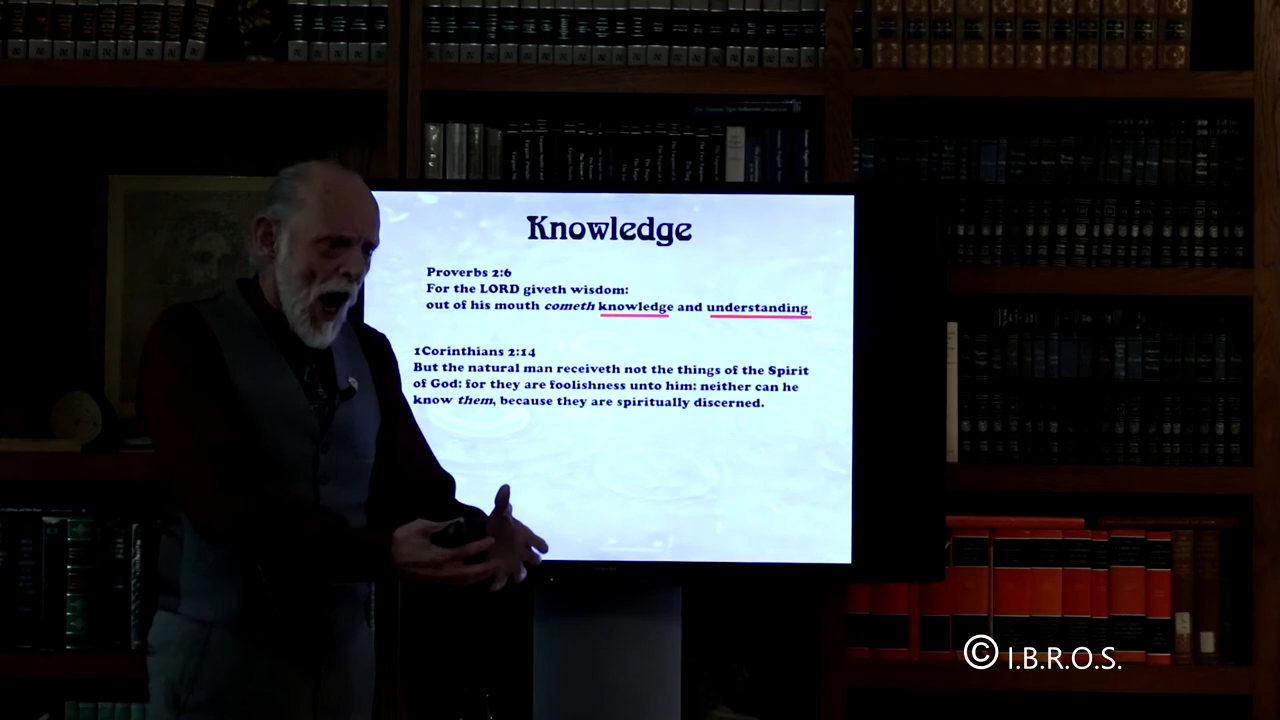 Knowledge
Proverbs 2:6
For the LORD giveth wisdom:
out of his mouth cometh knowledge and understanding
1Corinthians 2:14
But the natural man receiveth not the things of the Spirit
of God: for they are foolishness unto him: neither can he
know them, because they are spiritually discerned.
© I.B.R.O.S.